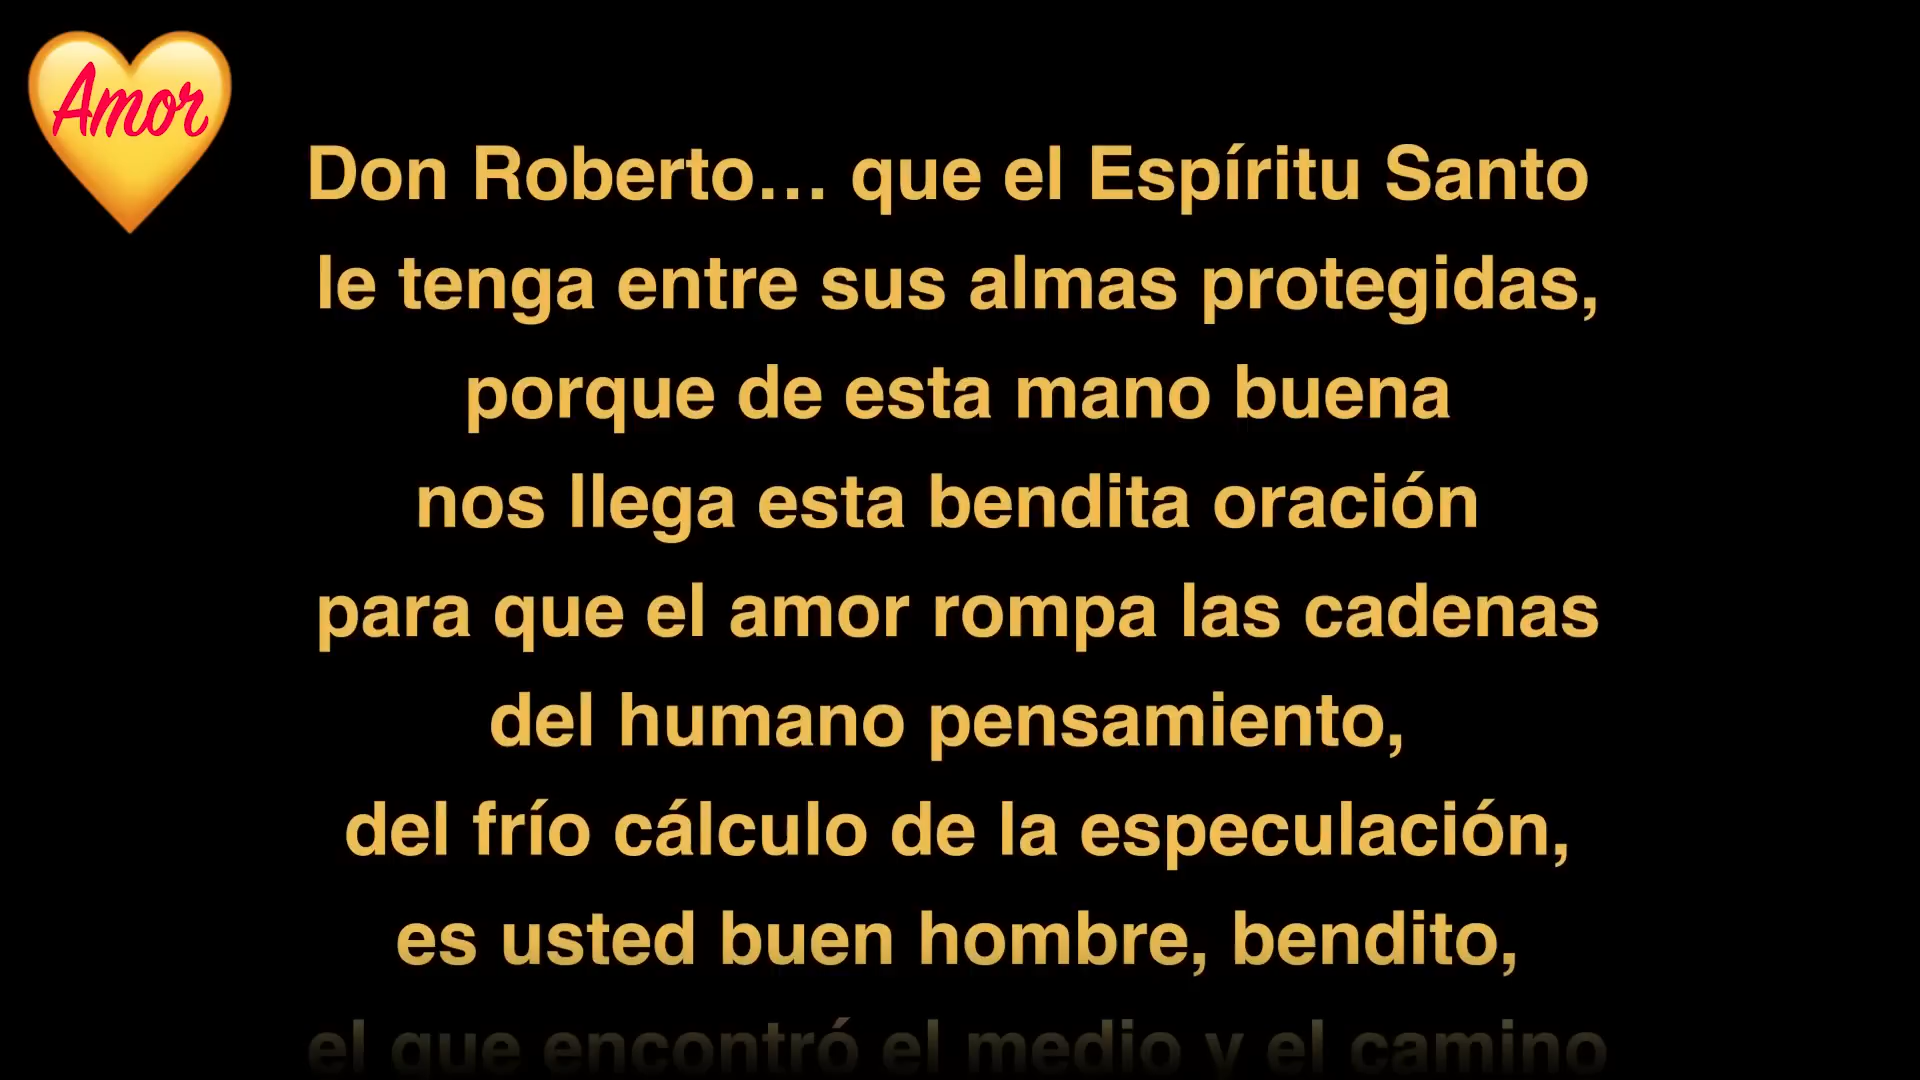 Amor
Don Roberto… que el Espíritu Santo
le tenga entre sus almas protegidas,
porque de esta mano buena
nos llega esta bendita oración
para que el amor rompa las cadenas
del humano pensamiento,
del frío cálculo de la especulación,
es usted buen hombre, bendito,
el que encontró el medio y el camino